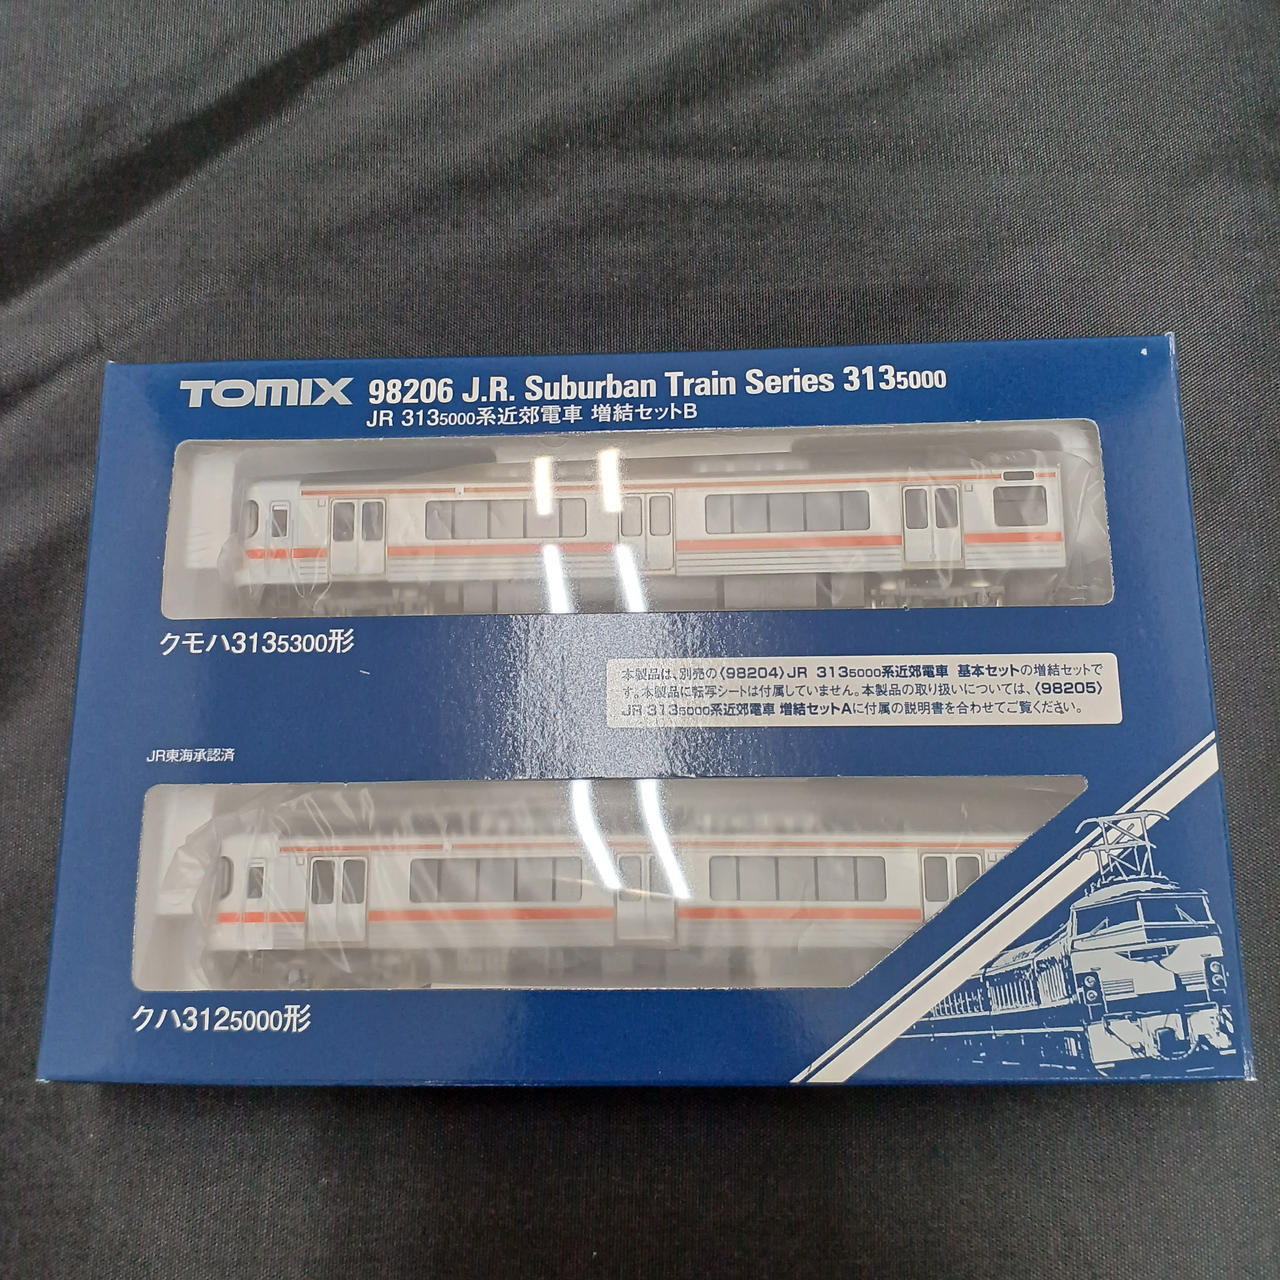 TOMIX 98206 J.R. Suburban Train Series 3135000
JR 3135000系近郊電車 増結セットB
クモハ3135300形
本製品は、別売の〈98204〉JR 3135000系近郊電車 基本セットの増結セットで
す。本製品に転写シートは付属していません。本製品の取り扱いについては、〈98205〉
JR 3135000系近郊電車 増結セットAに付属の説明書を合わせてご覧ください。
JR東海承認済
クハ3125000形